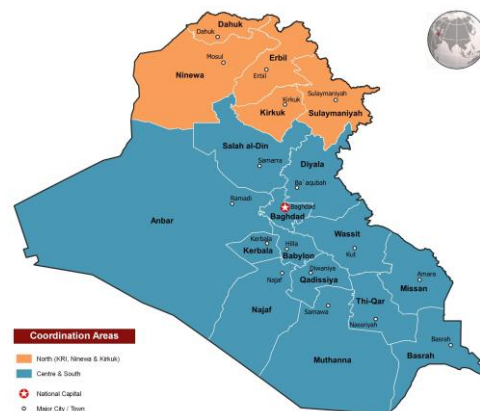 Dahuk
Dahuk
Mosul
Erbil
Ninewa
Erbil
Sulaymaniyah
Kirkuk
Kirkuk
Sulaymaniyah
Salah al-Din
Diyala
Samarra
Ba`aqubah
Anbar
Ramadi
Baghdad
Baghdad
Wassit
Kerbala
Hilla
Kerbala
Babylon
Kut
Najaf
Diwaniya
Qadissiya
Amara
Missan
Thi-Qar
Najaf
Samawa
Nasiriyah
Basrah
Basrah
Muthanna
Coordination Areas
North (KRI, Ninewa & Kirkuk)
Centre & South
National Capital
Major City / Town